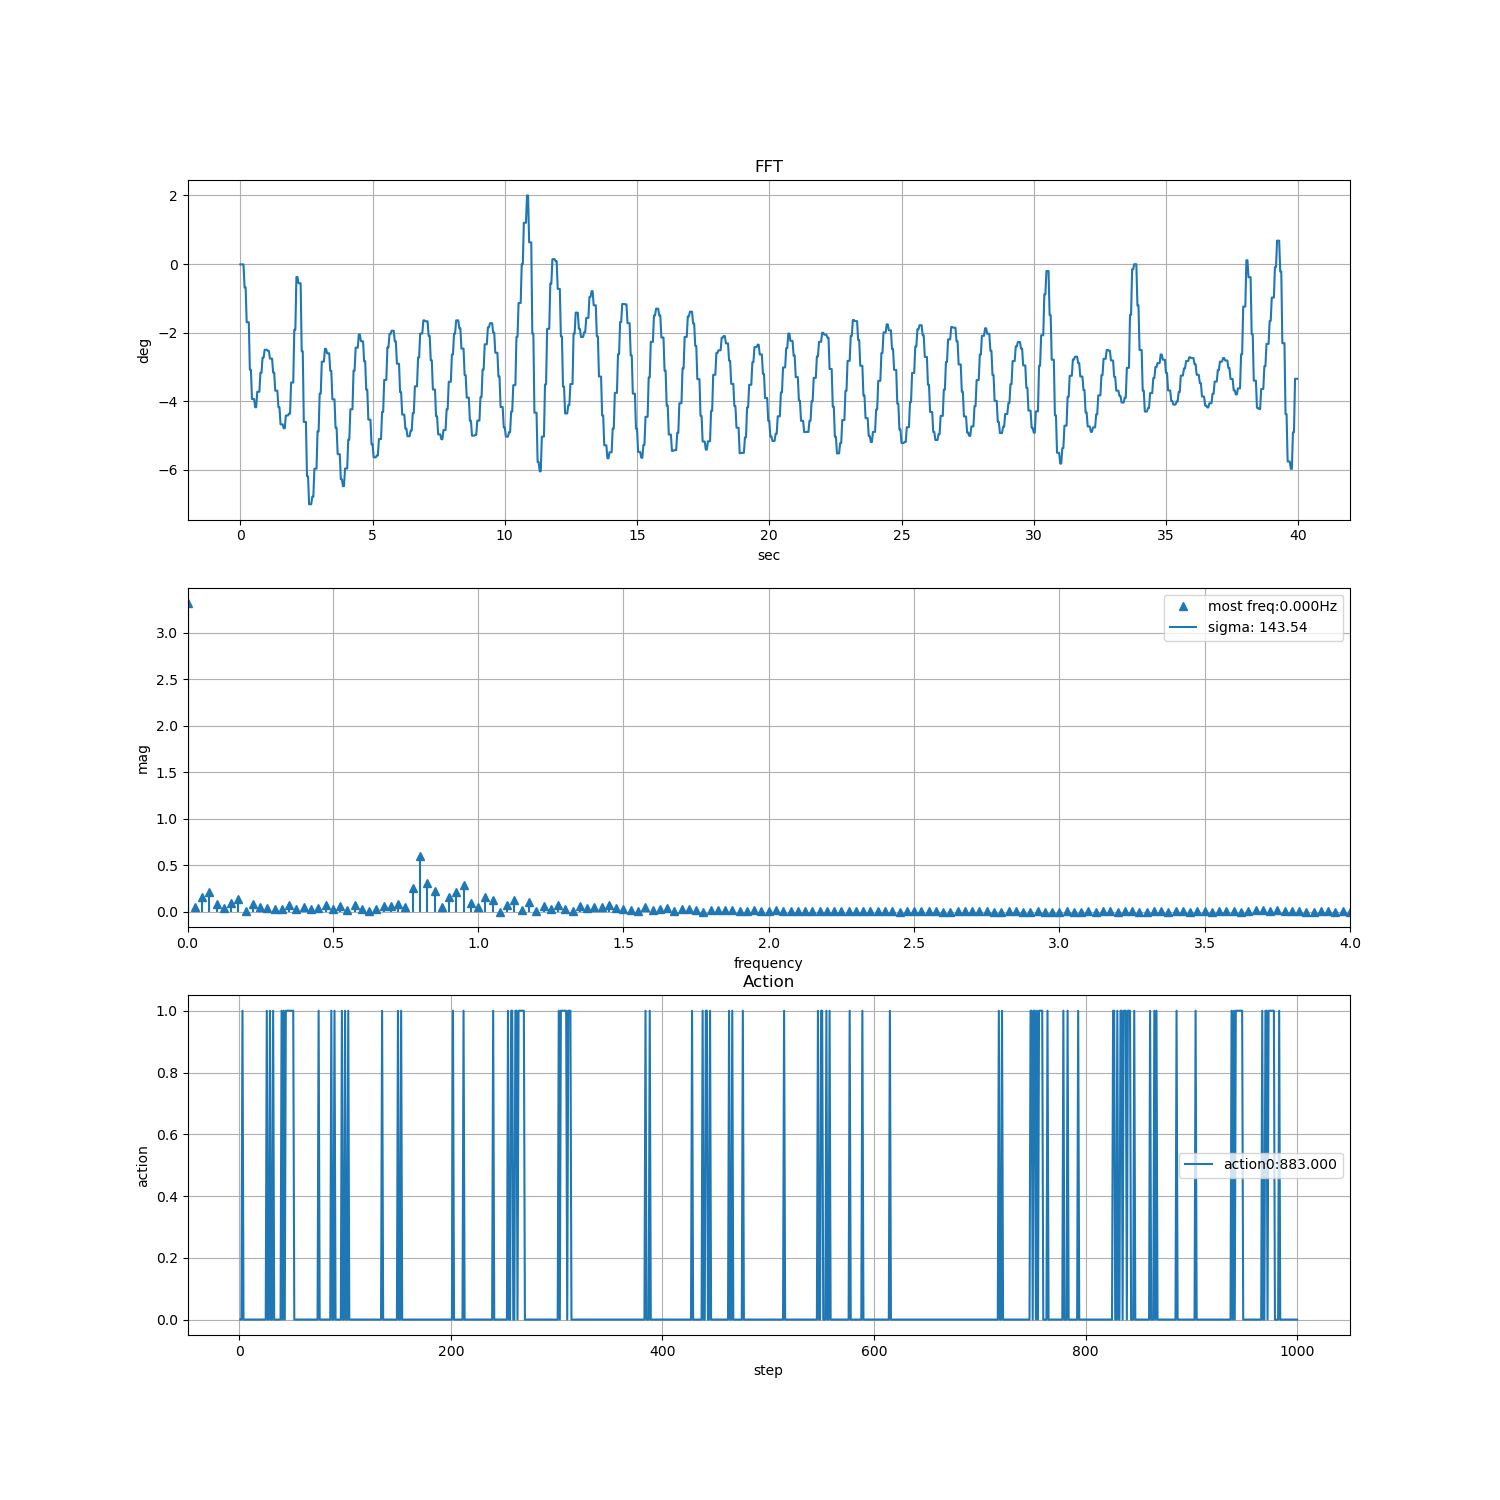 FFT
2
0
−2
−4
−6
deg
0 5 10 15 20 25 30 35 40
sec
most freq:0.000Hz
sigma: 143.54
3.0
2.5
2.0
1.5
1.0
0.5
0.0
mag
0.0 0.5 1.0 1.5 2.0 2.5 3.0 3.5 4.0
frequency
Action
1.0
0.8
0.6
0.4
0.2
0.0
action
action0:883.000
0 200 400 600 800 1000
step